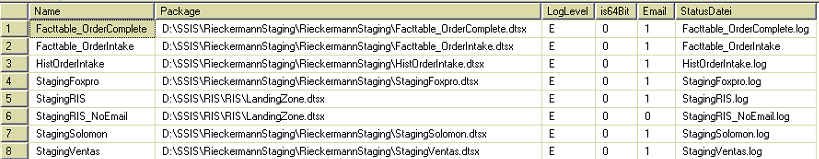 Name Package LogLevel is64Bit Email StatusDatei
1 Facttable_OrderComplete D:\SSIS\RieckermannStaging\RieckermannStaging\Facttable_OrderComplete.dtsx E 0 1 Facttable_OrderComplete.log
2 Facttable_OrderIntake D:\SSIS\RieckermannStaging\RieckermannStaging\Facttable_OrderIntake.dtsx E 0 1 Facttable_OrderIntake
3 HistOrderIntake D:\SSIS\RieckermannStaging\RieckermannStaging\HistOrderIntake.dtsx E 0 1 HistOrderIntake.log
4 StagingFoxpro D:\SSIS\RieckermannStaging\RieckermannStaging\StagingFoxpro.dtsx E 0 1 StagingFoxpro.log
5 StagingRIS D:\SSIS\RIS\RIS\LandingZone.dtsx E 0 1 StagingRIS.log
6 StagingRIS_NoEmail D:\SSIS\RIS\RIS\LandingZone.dtsx E 0 0 StagingRIS_NoEmail.log
7 StagingSolomon D:\SSIS\RieckermannStaging\RieckermannStaging\StagingSolomon.dtsx E 0 1 StagingSolomon.log
8 StagingVentas D:\SSIS\RieckermannStaging\RieckermannStaging\StagingVentas.dtsx E 0 1 StagingVentas.log